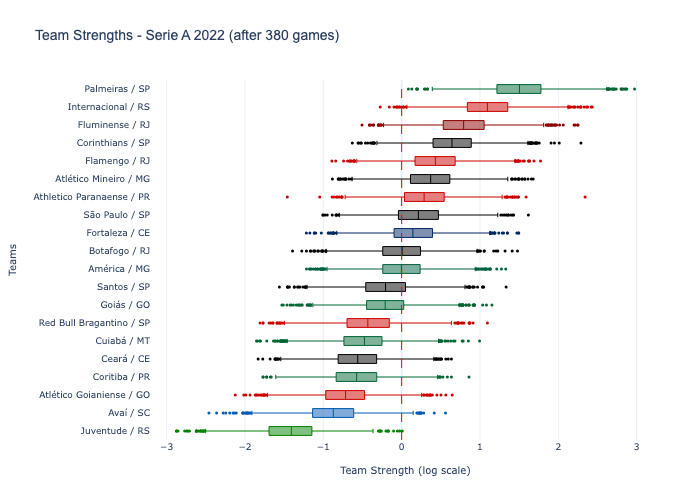 Team Strengths - Serie A 2022 (after 380 games)
Palmeiras / SP
Internacional / RS
Fluminense / RJ
Corinthians / SP
Flamengo / RJ
Atlético Mineiro / MG
Athletico Paranaense / PR
São Paulo / SP
Fortaleza / CE
Botafogo / RJ
América / MG
Santos / SP
Goiás / GO
Red Bull Bragantino / SP
Cuiabá / MT
Ceará / CE
Coritiba / PR
Atlético Goianiense / GO
Avaí / SC
Juventude / RS
Teams
−3 −2 −1 0 1 2 3
Team Strength (log scale)